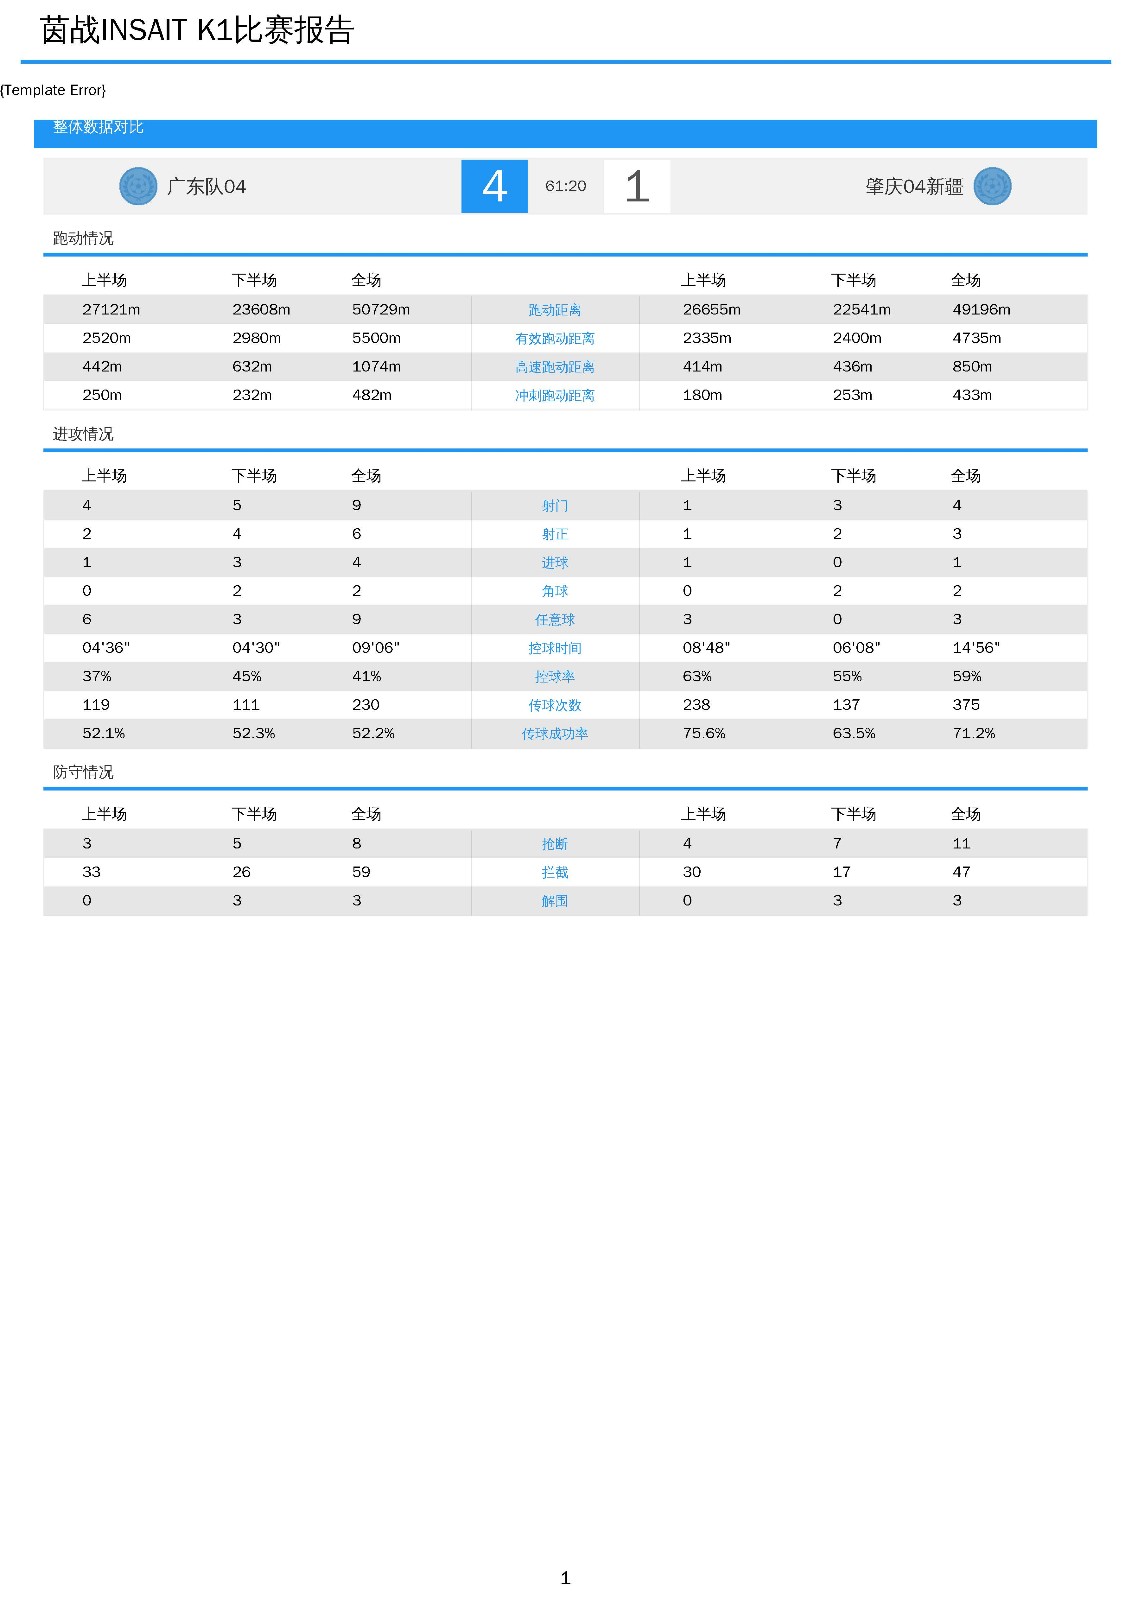 茵战INSAIT K1比赛报告
{Template Error}
整体数据对比
广东队04 4 61:20 1 肇庆04新疆
跑动情况
上半场 下半场 全场 上半场 下半场 全场
27121m 23608m 50729m 跑动距离 26655m 22541m 49196m
2520m 2980m 5500m 有效跑动距离 2335m 2400m 4735m
442m 632m 1074m 高速跑动距离 414m 436m 850m
250m 232m 482m 冲刺跑动距离 180m 253m 433m
进攻情况
上半场 下半场 全场 上半场 下半场 全场
4 5 9 射门 1 3 4
2 4 6 射正 1 2 3
1 3 4 进球 1 0 1
0 2 2 角球 0 2 2
6 3 9 任意球 3 0 3
04'36" 04'30" 09'06" 控球时间 08'48" 06'08" 14'56"
37% 45% 41% 控球率 63% 55% 59%
119 111 230 传球次数 238 137 375
52.1% 52.3% 52.2% 传球成功率 75.6% 63.5% 71.2%
防守情况
上半场 下半场 全场 上半场 下半场 全场
3 5 8 抢断 4 7 11
33 26 59 拦截 30 17 47
0 3 3 解围 0 3 3
1